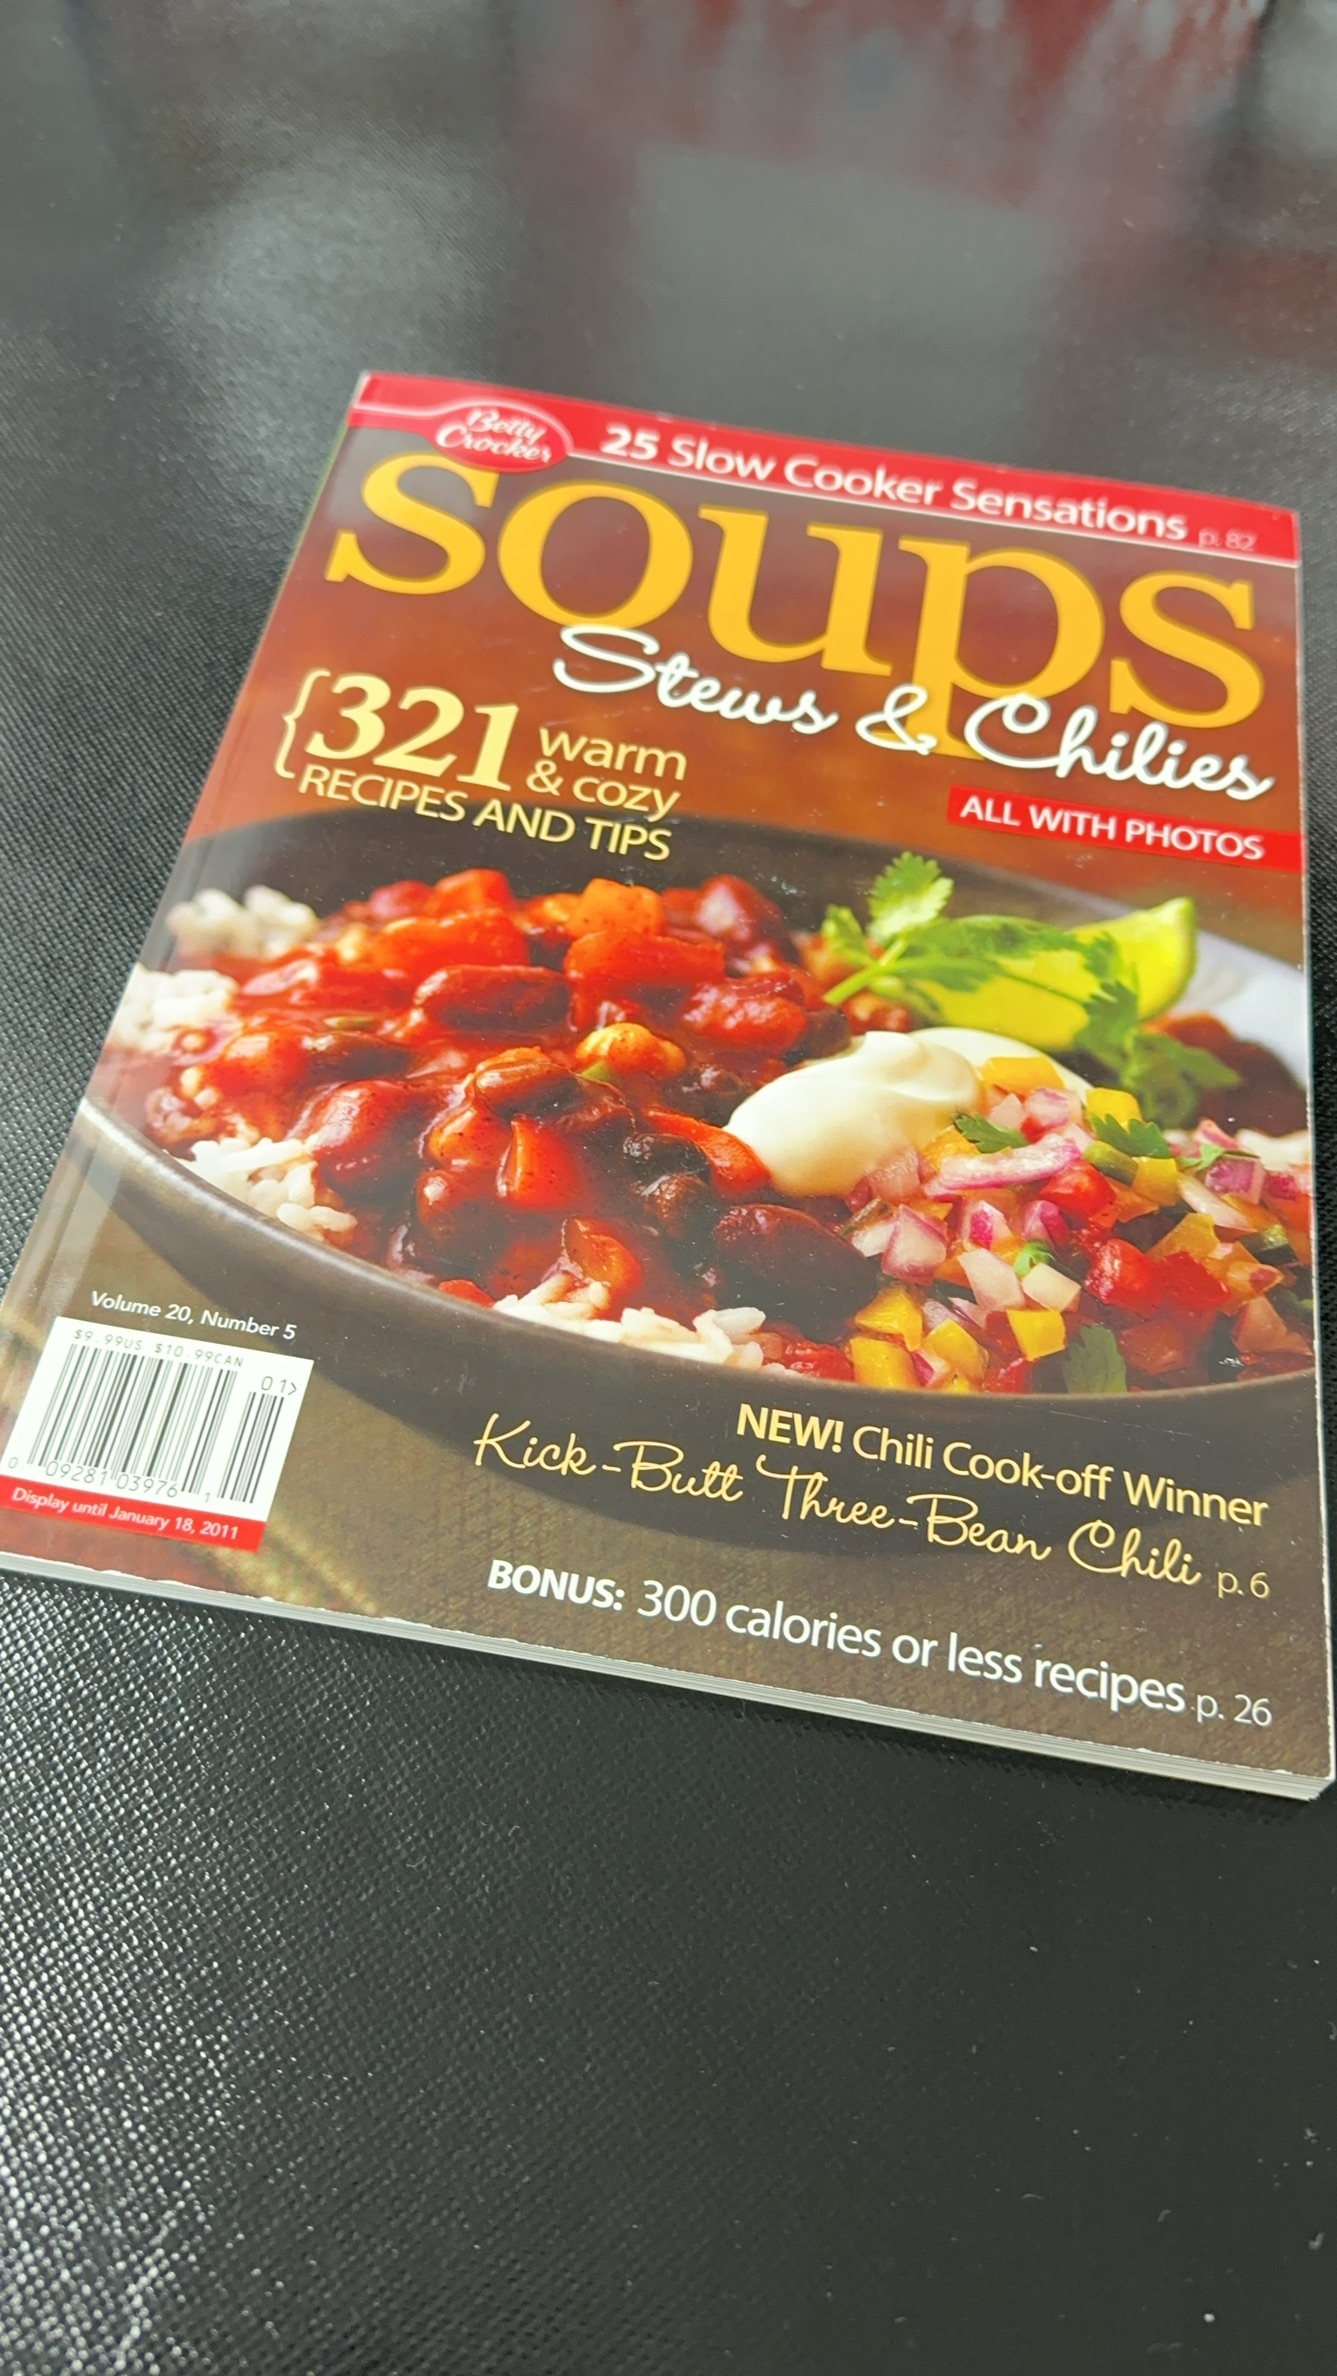 Betty
Crocker
25 Slow Cooker Sensations p. 82
soups
Stews & Chilies
{321 warm
& cozy
RECIPES AND TIPS
ALL WITH PHOTOS
Volume 20, Number 5
$9.99US $10.99CAN
01>
0 09281 03976 1
Display until January 18, 2011
NEW! Chili Cook-off Winner
Kick-Butt Three-Bean Chili p. 6
BONUS: 300 calories or less recipes p. 26